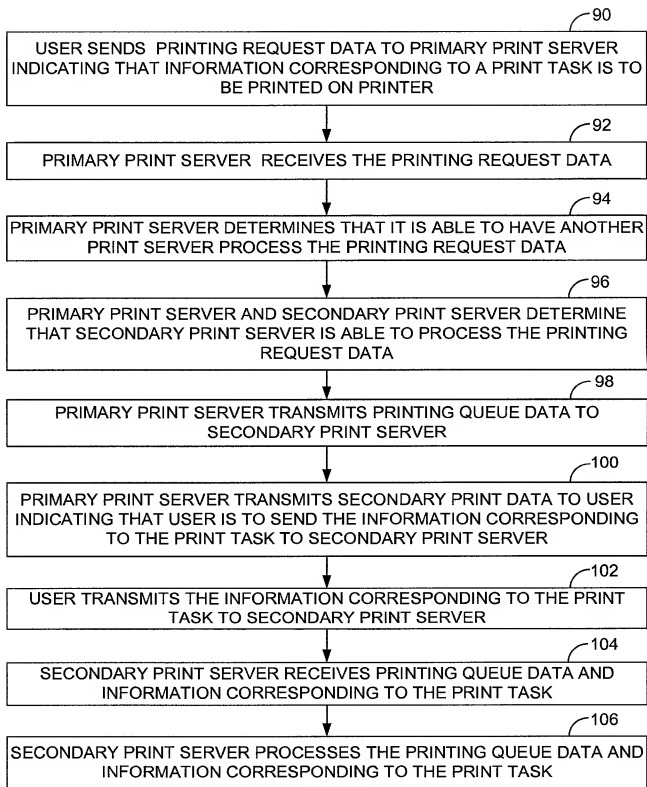 90
USER SENDS PRINTING REQUEST DATA TO PRIMARY PRINT SERVER
INDICATING THAT INFORMATION CORRESPONDING TO A PRINT TASK IS TO
BE PRINTED ON PRINTER
92
PRIMARY PRINT SERVER RECEIVES THE PRINTING REQUEST DATA
94
PRIMARY PRINT SERVER DETERMINES THAT IT IS ABLE TO HAVE ANOTHER
PRINT SERVER PROCESS THE PRINTING REQUEST DATA
96
PRIMARY PRINT SERVER AND SECONDARY PRINT SERVER DETERMINE
THAT SECONDARY PRINT SERVER IS ABLE TO PROCESS THE PRINTING
REQUEST DATA
98
PRIMARY PRINT SERVER TRANSMITS PRINTING QUEUE DATA TO
SECONDARY PRINT SERVER
100
PRIMARY PRINT SERVER TRANSMITS SECONDARY PRINT DATA TO USER
INDICATING THAT USER IS TO SEND THE INFORMATION CORRESPONDING
TO THE PRINT TASK TO SECONDARY PRINT SERVER
102
USER TRANSMITS THE INFORMATION CORRESPONDING TO THE PRINT
TASK TO SECONDARY PRINT SERVER
104
SECONDARY PRINT SERVER RECEIVES PRINTING QUEUE DATA AND
INFORMATION CORRESPONDING TO THE PRINT TASK
106
SECONDARY PRINT SERVER PROCESSES THE PRINTING QUEUE DATA AND
INFORMATION CORRESPONDING TO THE PRINT TASK